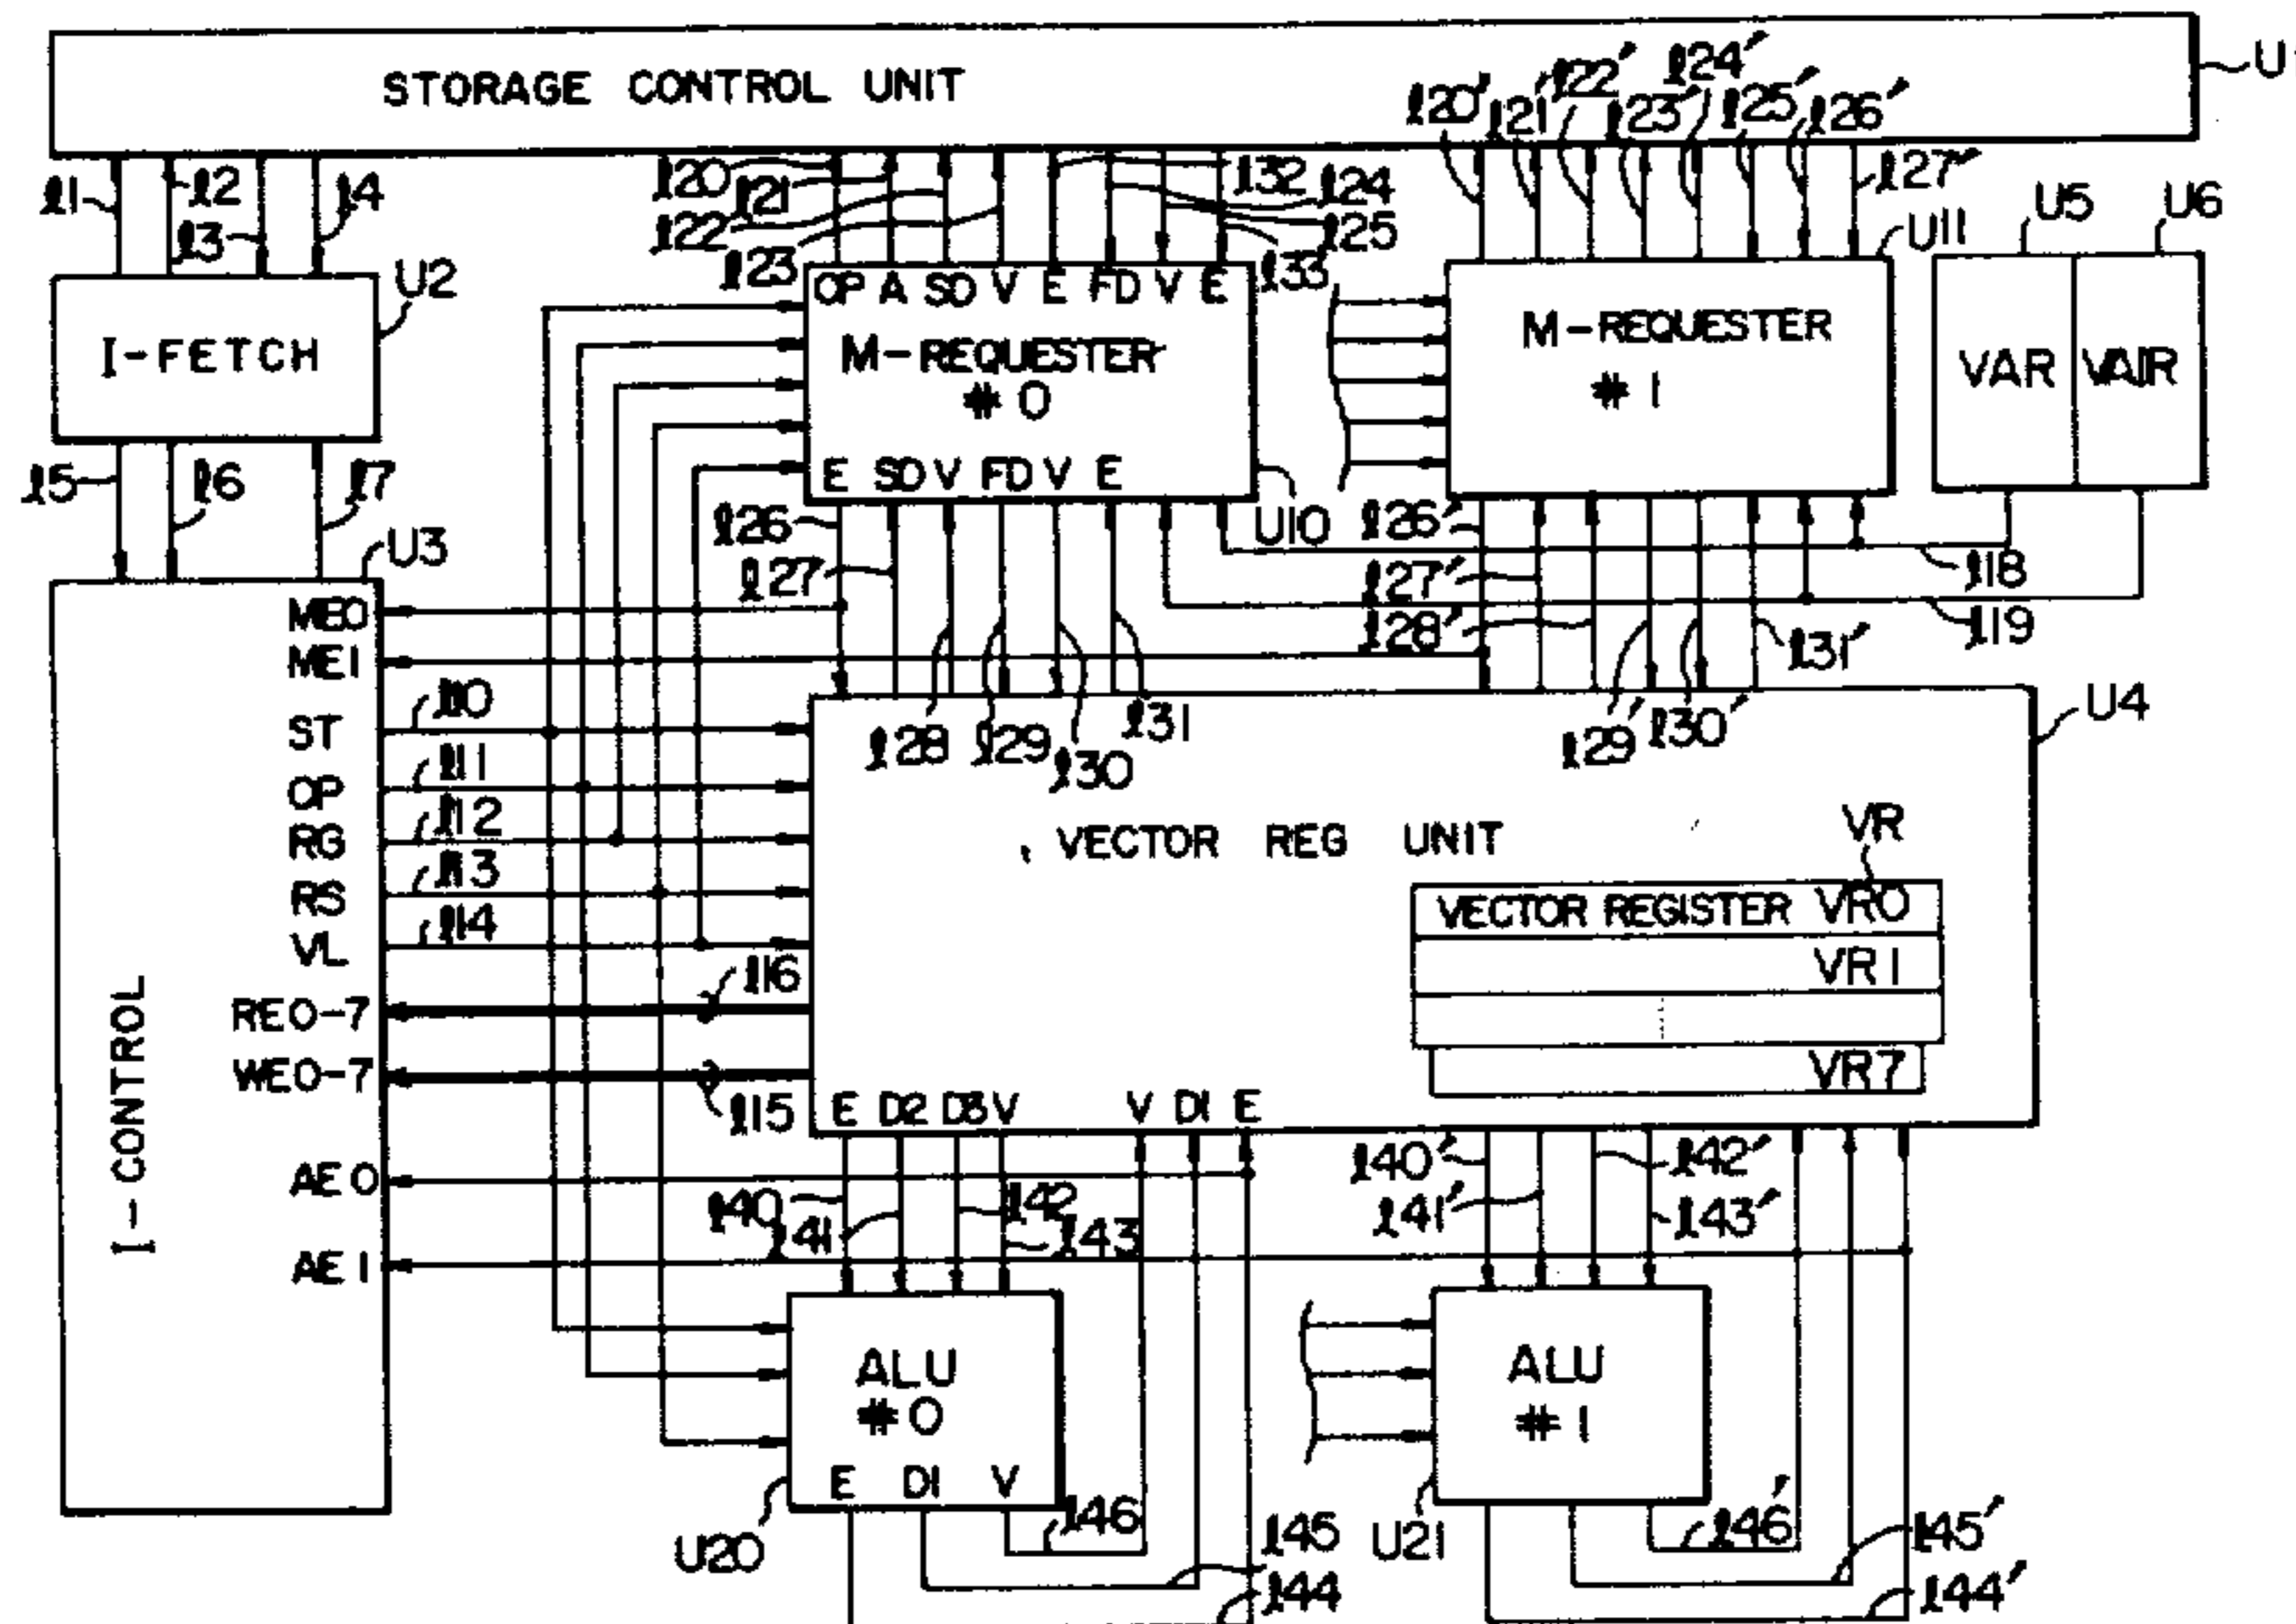 STORAGE CONTROL UNIT
U
l20' l21' l22' l23' l24' l25' l26' l27'
l1 l2 l3 l4
l20 l21 l22 l23 l32 l24 l25 l33
U2
I-FETCH
OP A SD V E FD V E
M-REQUESTER
# 0
E SD V FD V E
U10
U11
M-REQUESTER
# 1
U5 U6
VAR VAIR
l5 l6 l7
U3
l26 l27
l26' l27' l28'
l18
l19
l31'
ME0
ME1
ST l10
OP l11
RG l12
RS l13
VL l14
RE0-7 l16
WE0-7 l15
AE0
AE1
I-CONTROL
l28 l29 l30 l31
l29' l30'
U4
VECTOR REG UNIT
VR
VECTOR REGISTER VR0
VR1
VR7
E D2 D3 V V D1 E
l40 l41 l42 l43
l40' l41' l42' l43'
ALU
#0
E D1 V
U20
l46
l45
l44
ALU
#1
U21
l46'
l45'
l44'